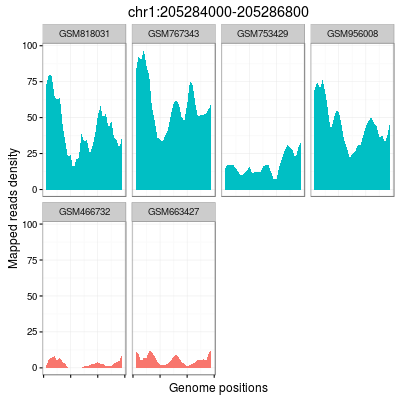 chr1:205284000-205286800
GSM818031 GSM767343 GSM753429 GSM956008
100
75
50
25
0
GSM466732 GSM663427
100
75
50
25
0
Mapped reads density
Genome positions